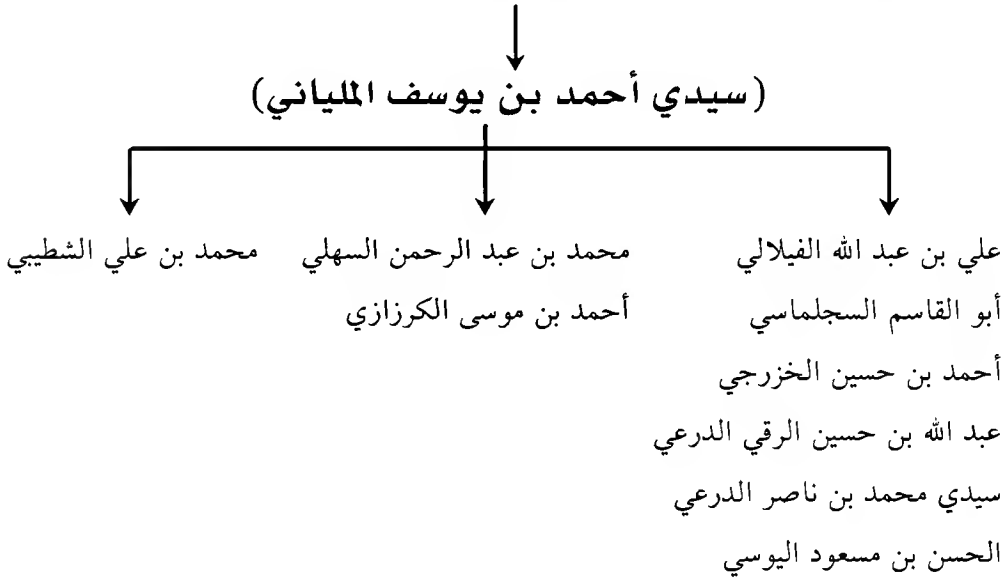 (سيدي أحمد بن يوسف الملياني)
علي بن عبد الله الفيلالي محمد بن عبد الرحمن السهلي محمد بن علي الشطيبي
أبو القاسم السجلماسي أحمد بن موسى الكرزازي
أحمد بن حسين الخزرجي
عبد الله بن حسين الرقي الدرعي
سيدي محمد بن ناصر الدرعي
الحسن بن مسعود اليوسي